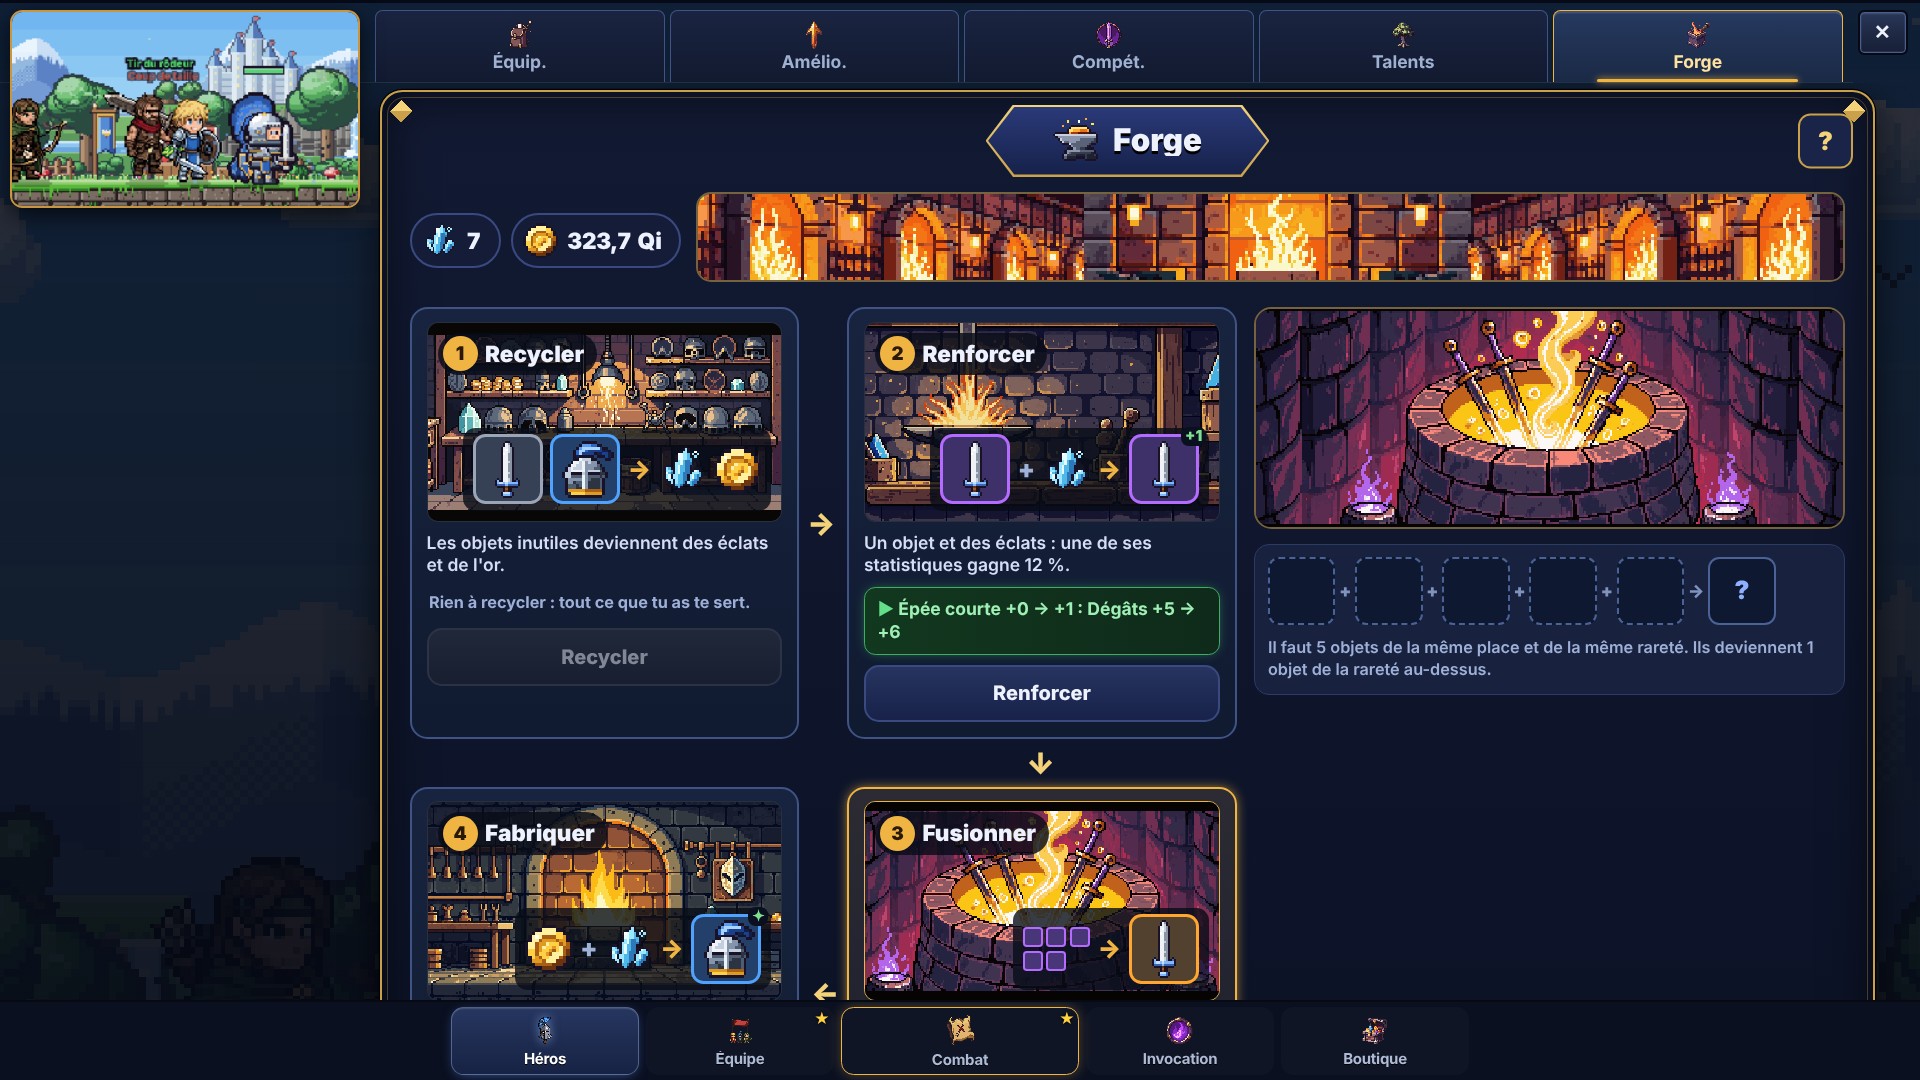 Tir du rôdeur
Coup de taille
Équip.
Amélio.
Compét.
Talents
Forge
×
Forge
?
7
323,7 Qi
1 Recycler
Les objets inutiles deviennent des éclats
et de l'or.
Rien à recycler : tout ce que tu as te sert.
Recycler
2 Renforcer
+
+1
Un objet et des éclats : une de ses
statistiques gagne 12 %.
▶ Épée courte +0 → +1 : Dégâts +5 →
+6
Renforcer
+ + + + → ?
Il faut 5 objets de la même place et de la même rareté. Ils deviennent 1
objet de la rareté au-dessus.
4 Fabriquer
+
3 Fusionner
Héros
Équipe
Combat
Invocation
Boutique